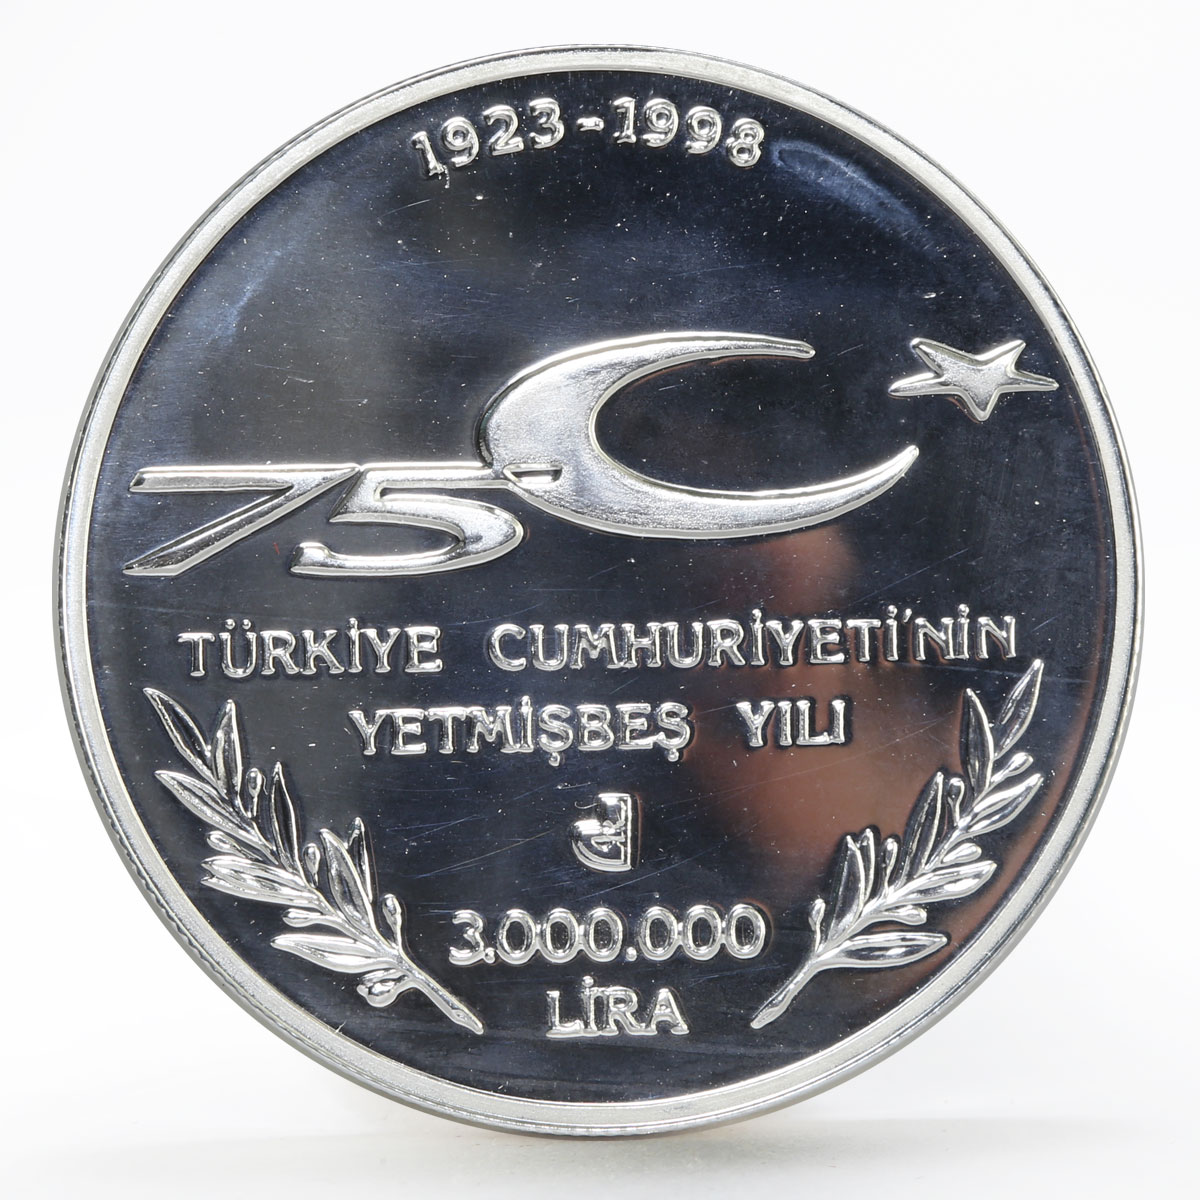 1923-1998
75
TÜRKİYE CUMHURİYETİ'NİN
YETMİŞBEŞ YILI
3.000.000
LİRA